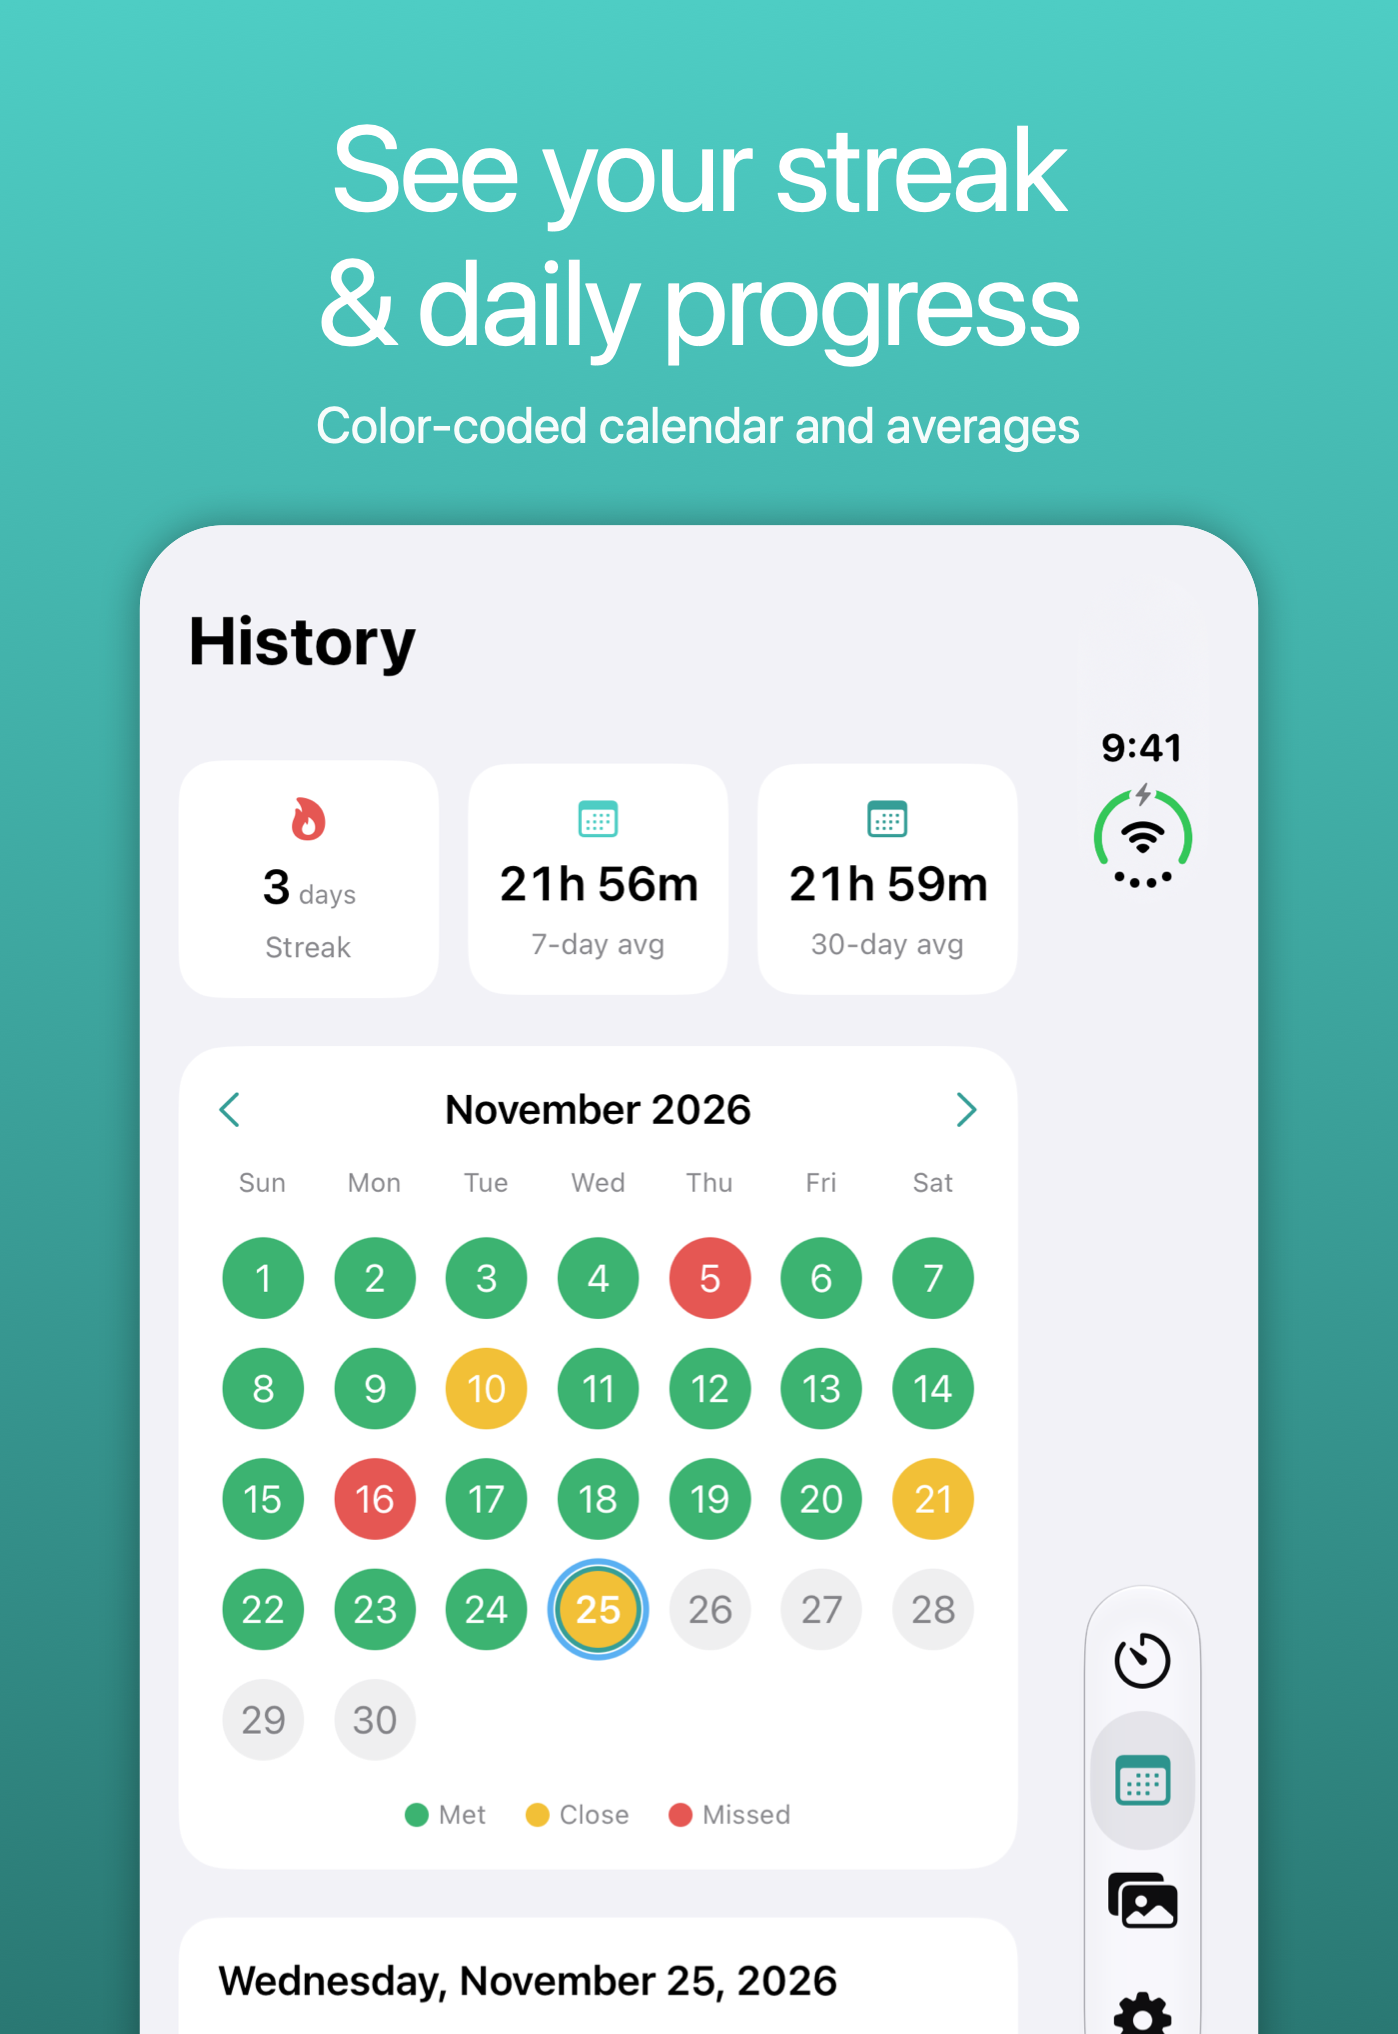 See your streak
& daily progress
Color-coded calendar and averages
History
9:41
3 days
Streak
21h 56m
7-day avg
21h 59m
30-day avg
November 2026
Sun Mon Tue Wed Thu Fri Sat
1 2 3 4 5 6 7
8 9 10 11 12 13 14
15 16 17 18 19 20 21
22 23 24 25 26 27 28
29 30
Met Close Missed
Wednesday, November 25, 2026